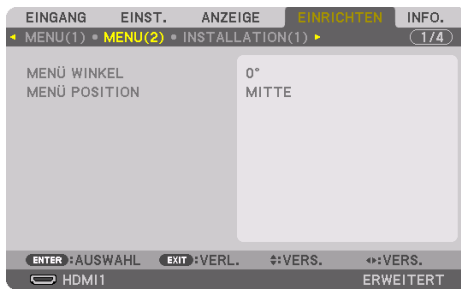 EINGANG EINST. ANZEIGE EINRICHTEN INFO.
◂ MENU(1) • MENU(2) • INSTALLATION(1) ▸ 1/4
MENÜ WINKEL 0°
MENÜ POSITION MITTE
ENTER :AUSWAHL EXIT :VERL. ♦:VERS. ◂▸:VERS.
HDMI1 ERWEITERT